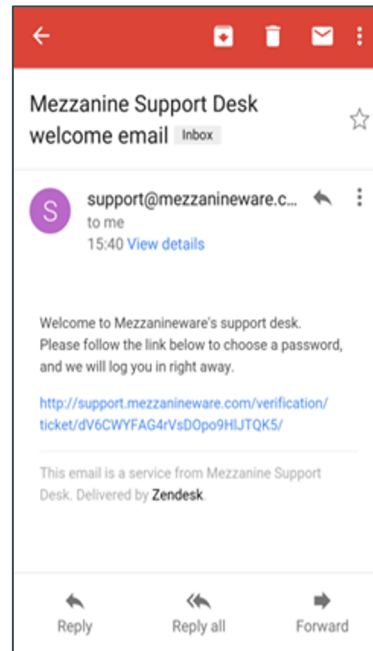 Mezzanine Support Desk
welcome email Inbox
S
support@mezzanineware.c...
to me
15:40 View details
Welcome to Mezzanineware's support desk.
Please follow the link below to choose a password,
and we will log you in right away.
http://support.mezzanineware.com/verification/
ticket/dV6CWYFAG4rVsDOpo9HIJTQK5/
This email is a service from Mezzanine Support
Desk. Delivered by Zendesk.
Reply
Reply all
Forward